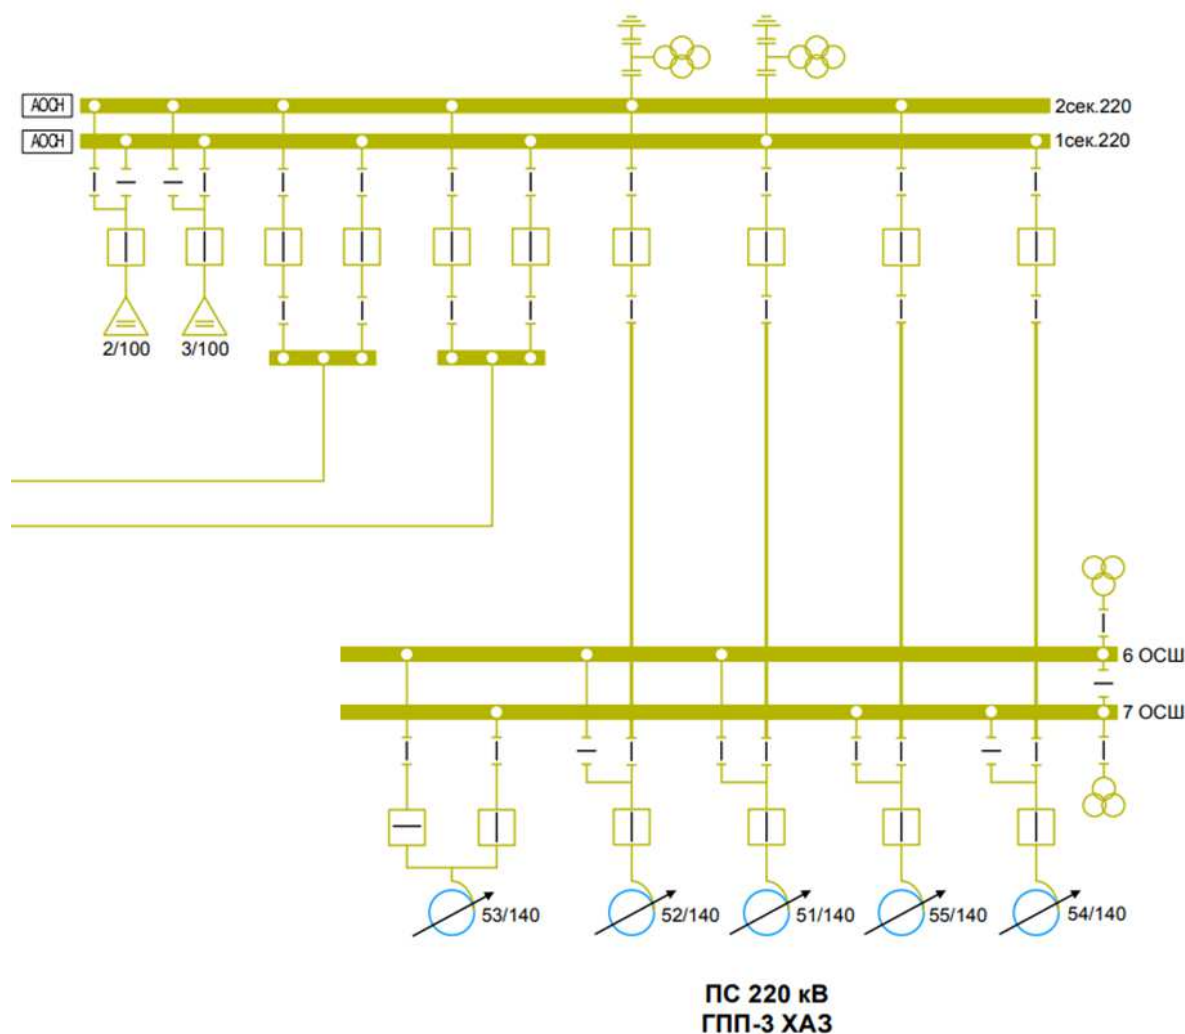 АОСН
2сек.220
АОСН
1сек.220
2/100
3/100
6 ОСШ
7 ОСШ
53/140
52/140
51/140
55/140
54/140
ПС 220 кВ
ГПП-3 ХАЗ